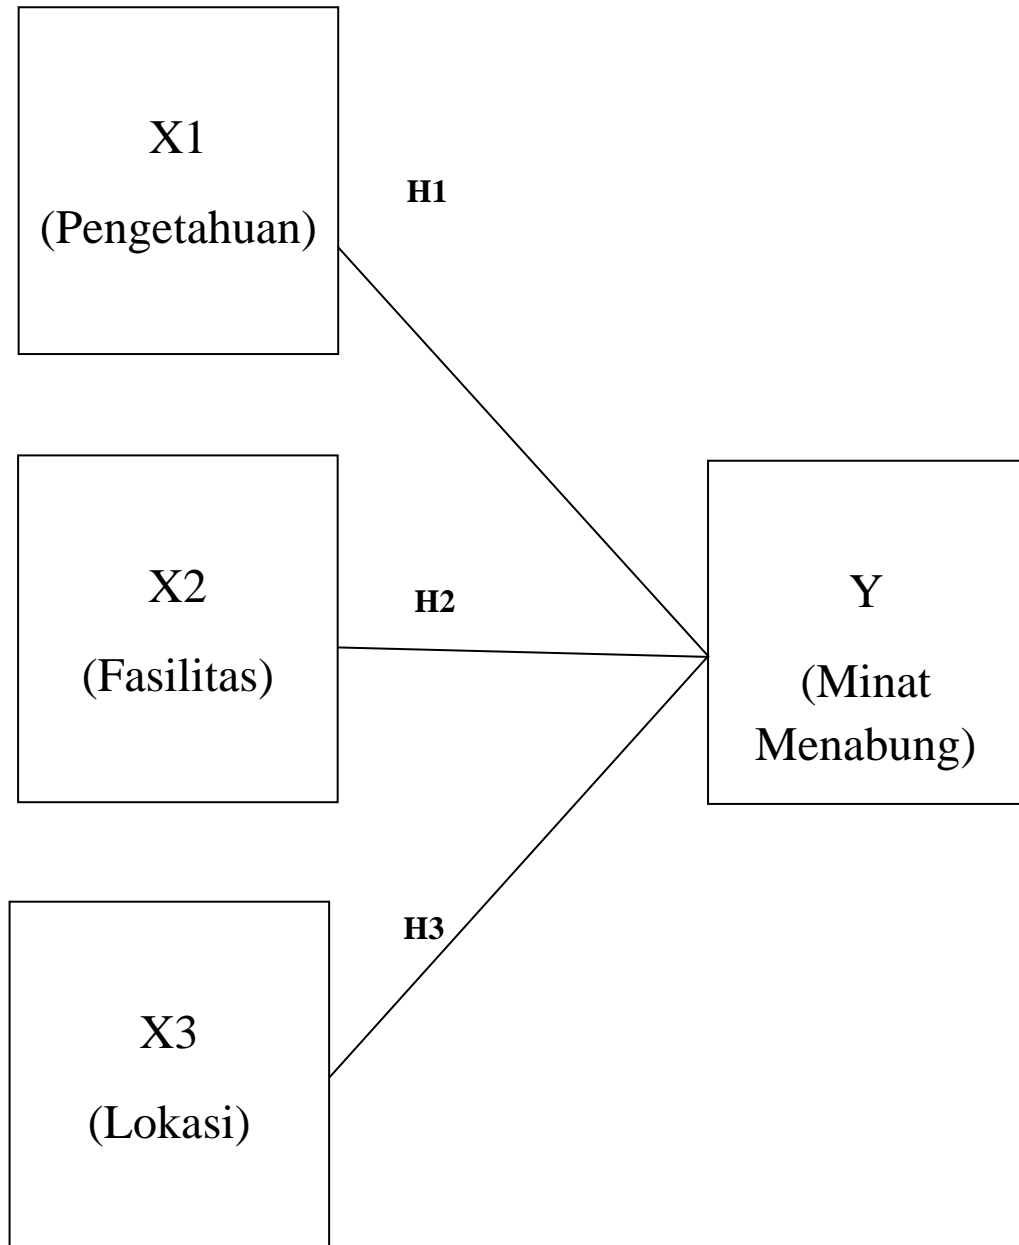 X1
(Pengetahuan)
H1
X2
(Fasilitas)
H2
Y
(Minat
Menabung)
H3
X3
(Lokasi)